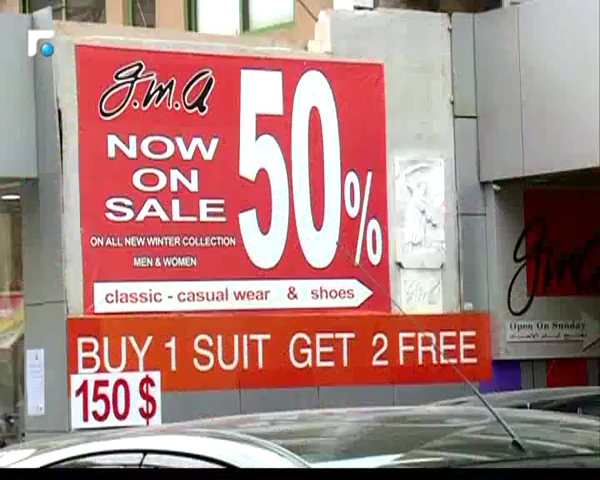 g.m.a
NOW
ON
SALE
50%
ON ALL NEW WINTER COLLECTION
MEN & WOMEN
classic - casual wear & shoes
BUY 1 SUIT GET 2 FREE
150 $
Open On Sunday